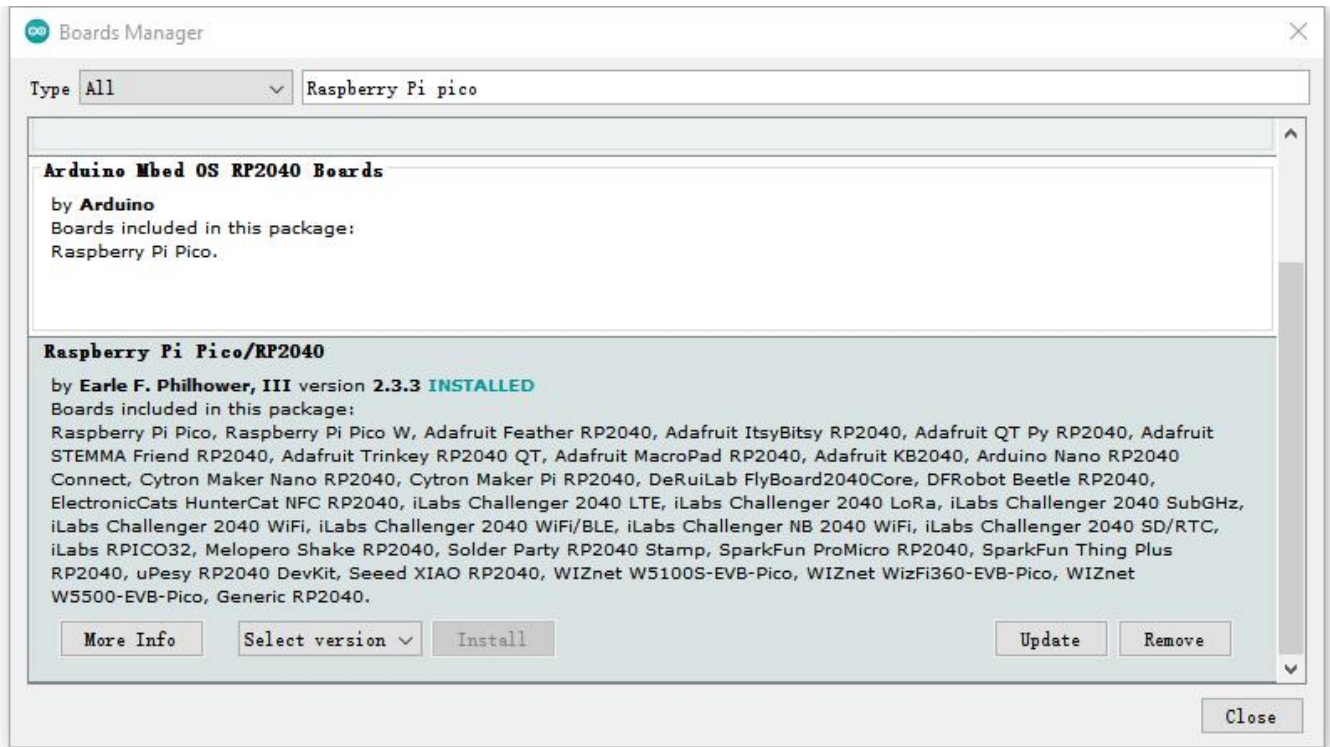 Boards Manager
Type All Raspberry Pi pico
Arduino Mbed OS RP2040 Boards
by Arduino
Boards included in this package:
Raspberry Pi Pico.
Raspberry Pi Pico/RP2040
by Earle F. Philhower, III version 2.3.3 INSTALLED
Boards included in this package:
Raspberry Pi Pico, Raspberry Pi Pico W, Adafruit Feather RP2040, Adafruit ItsyBitsy RP2040, Adafruit QT Py RP2040, Adafruit
STEMMA Friend RP2040, Adafruit Trinkey RP2040 QT, Adafruit MacroPad RP2040, Adafruit KB2040, Arduino Nano RP2040
Connect, Cytron Maker Nano RP2040, Cytron Maker Pi RP2040, DeRuiLab FlyBoard2040Core, DFRobot Beetle RP2040,
ElectronicCats HunterCat NFC RP2040, iLabs Challenger 2040 LTE, iLabs Challenger 2040 LoRa, iLabs Challenger 2040 SubGHz,
iLabs Challenger 2040 WiFi, iLabs Challenger 2040 WiFi/BLE, iLabs Challenger NB 2040 WiFi, iLabs Challenger 2040 SD/RTC,
iLabs RPICO32, Melopero Shake RP2040, Solder Party RP2040 Stamp, SparkFun ProMicro RP2040, SparkFun Thing Plus
RP2040, uPesy RP2040 DevKit, Seeed XIAO RP2040, WIZnet W5100S-EVB-Pico, WIZnet WizFi360-EVB-Pico, WIZnet
W5500-EVB-Pico, Generic RP2040.
More Info Select version Install Update Remove
Close